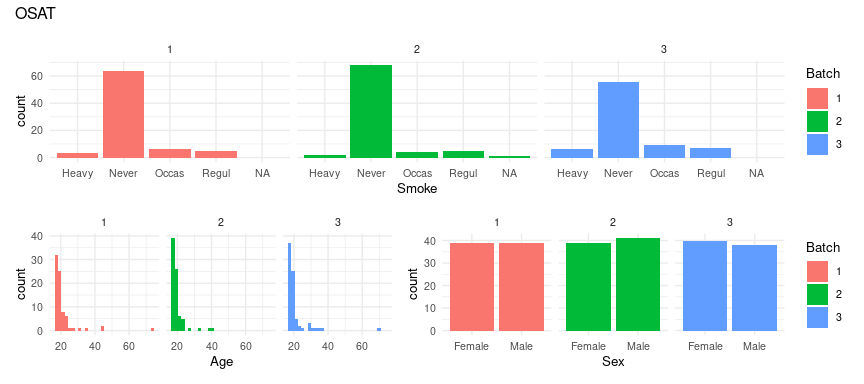 OSAT
1 2 3
count
60
40
20
0
Heavy Never Occas Regul NA Heavy Never Occas Regul NA Heavy Never Occas Regul NA
Smoke
Batch
1
2
3
1 2 3
count
40
30
20
10
0
20 40 60 20 40 60 20 40 60
Age
1 2 3
count
40
30
20
10
0
Female Male Female Male Female Male
Sex
Batch
1
2
3